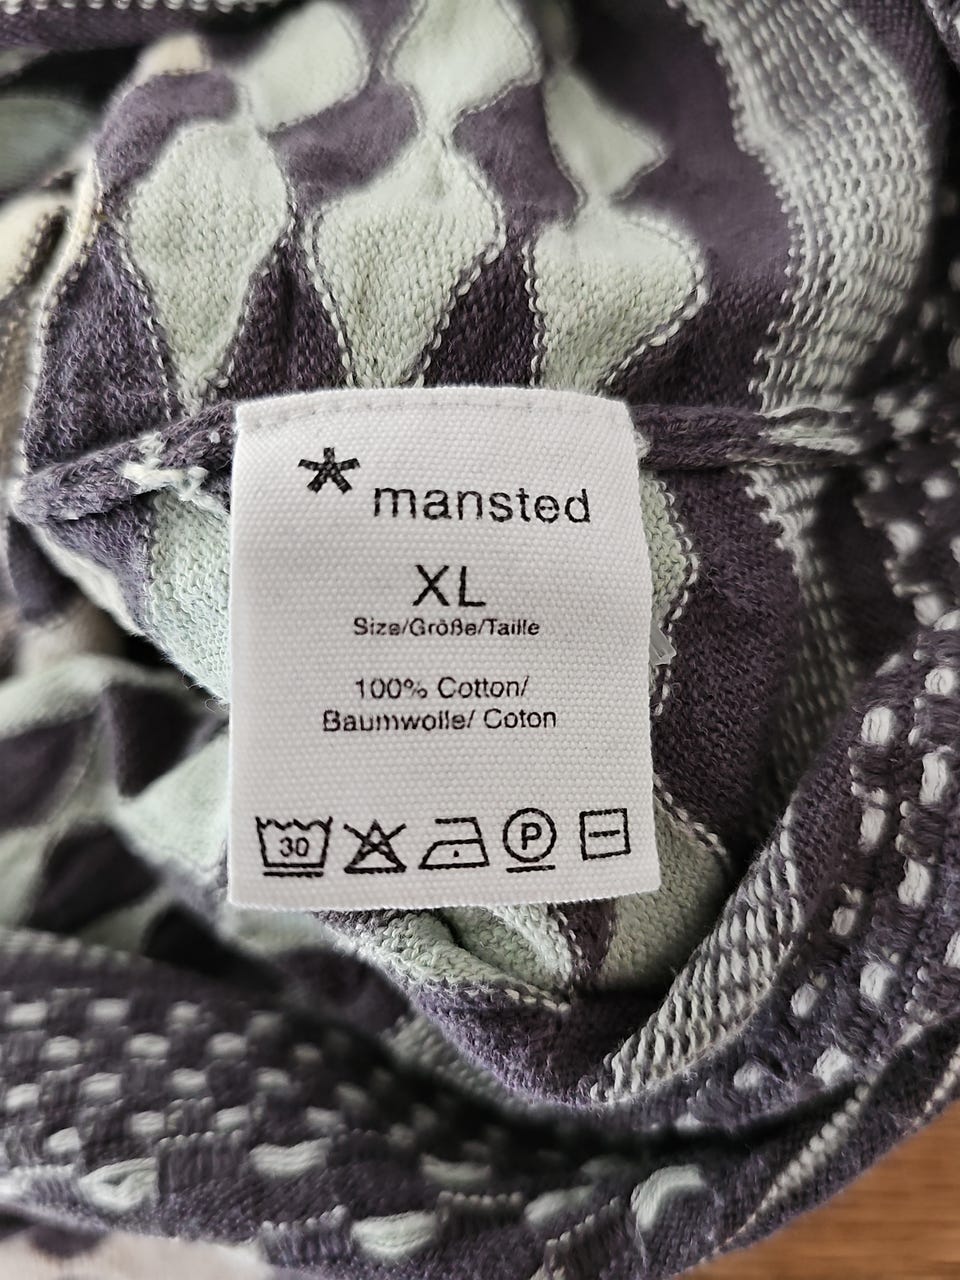 * mansted
XL
Size/Größe/Taille
100% Cotton/
Baumwolle/ Coton
30 P